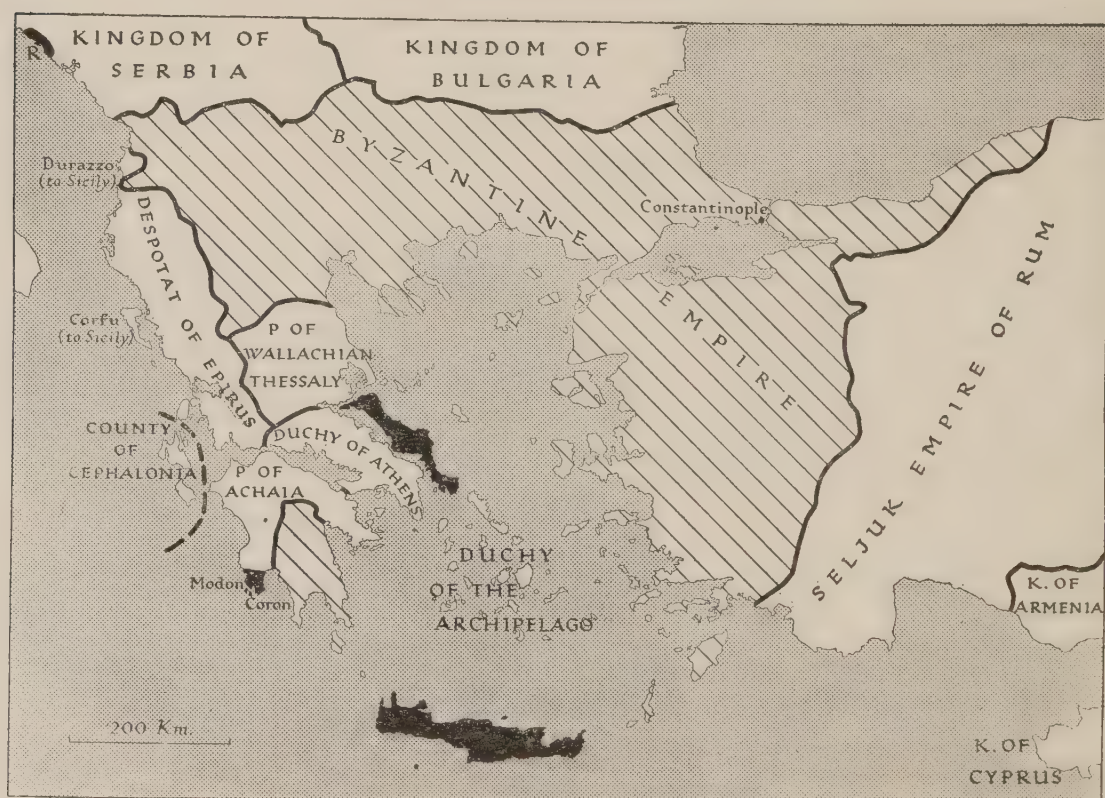 R
KINGDOM OF
SERBIA
KINGDOM OF
BULGARIA
BYZANTINE
EMPIRE
Durazzo
(to Sicily)
Constantinople
DESPOTAT OF EPIRUS
Corfu
(to Sicily)
P OF
WALLACHIAN
THESSALY
COUNTY
OF
CEPHALONIA
DUCHY OF ATHENS
P OF
ACHAIA
SELJUK EMPIRE OF RUM
Modon
Coron
DUCHY
OF THE
ARCHIPELAGO
K. OF
ARMENIA
200 Km.
K. OF
CYPRUS